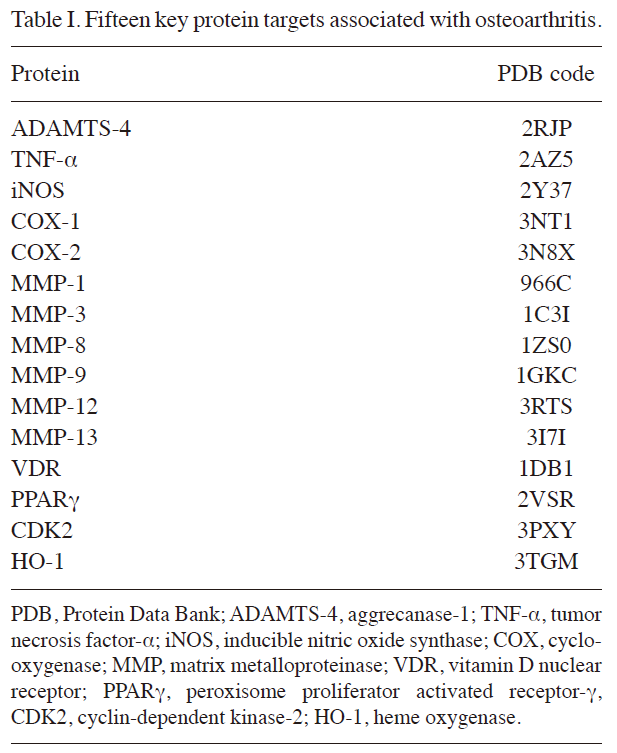 Table I. Fifteen key protein targets associated with osteoarthritis.
Protein PDB code
ADAMTS-4 2RJP
TNF-α 2AZ5
iNOS 2Y37
COX-1 3NT1
COX-2 3N8X
MMP-1 966C
MMP-3 1C3I
MMP-8 1ZS0
MMP-9 1GKC
MMP-12 3RTS
MMP-13 3I7I
VDR 1DB1
PPARγ 2VSR
CDK2 3PXY
HO-1 3TGM
PDB, Protein Data Bank; ADAMTS-4, aggrecanase-1; TNF-α, tumor
necrosis factor-α; iNOS, inducible nitric oxide synthase; COX, cyclo-
oxygenase; MMP, matrix metalloproteinase; VDR, vitamin D nuclear
receptor; PPARγ, peroxisome proliferator activated receptor-γ,
CDK2, cyclin-dependent kinase-2; HO-1, heme oxygenase.